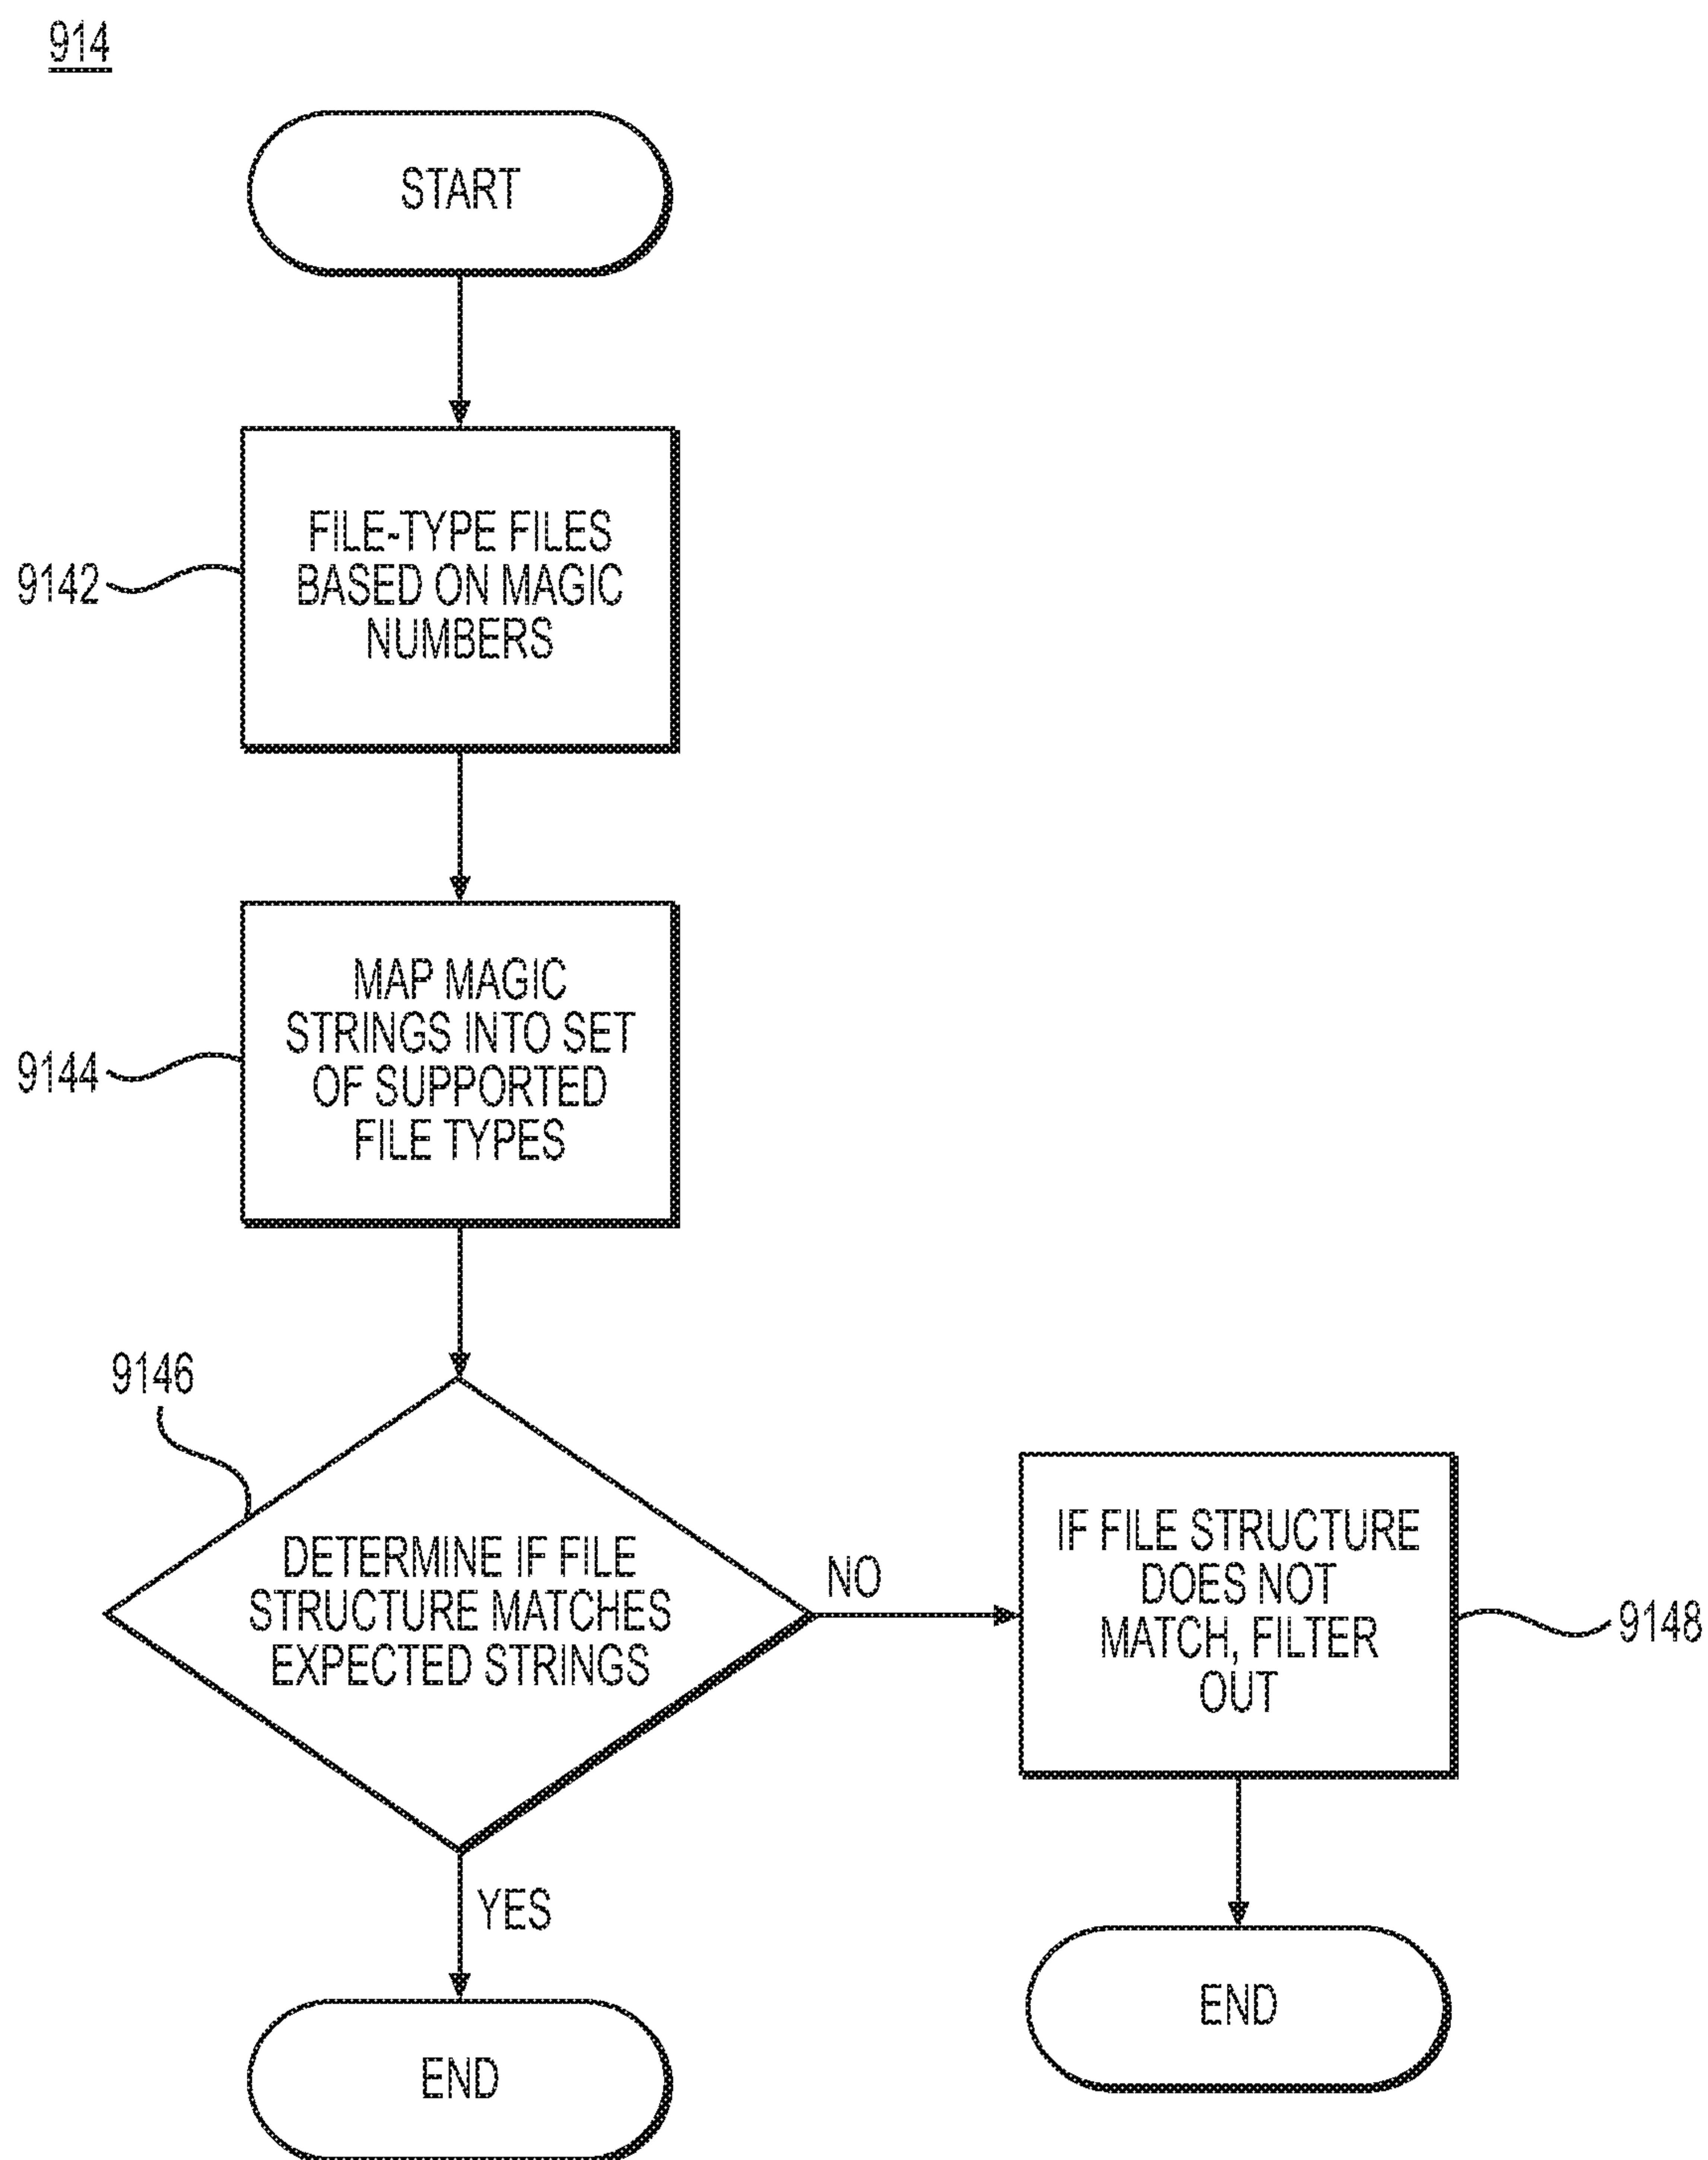 914
START
9142
FILE-TYPE FILES
BASED ON MAGIC
NUMBERS
9144
MAP MAGIC
STRINGS INTO SET
OF SUPPORTED
FILE TYPES
9146
DETERMINE IF FILE
STRUCTURE MATCHES
EXPECTED STRINGS
NO
IF FILE STRUCTURE
DOES NOT
MATCH, FILTER
OUT
9148
YES
END
END